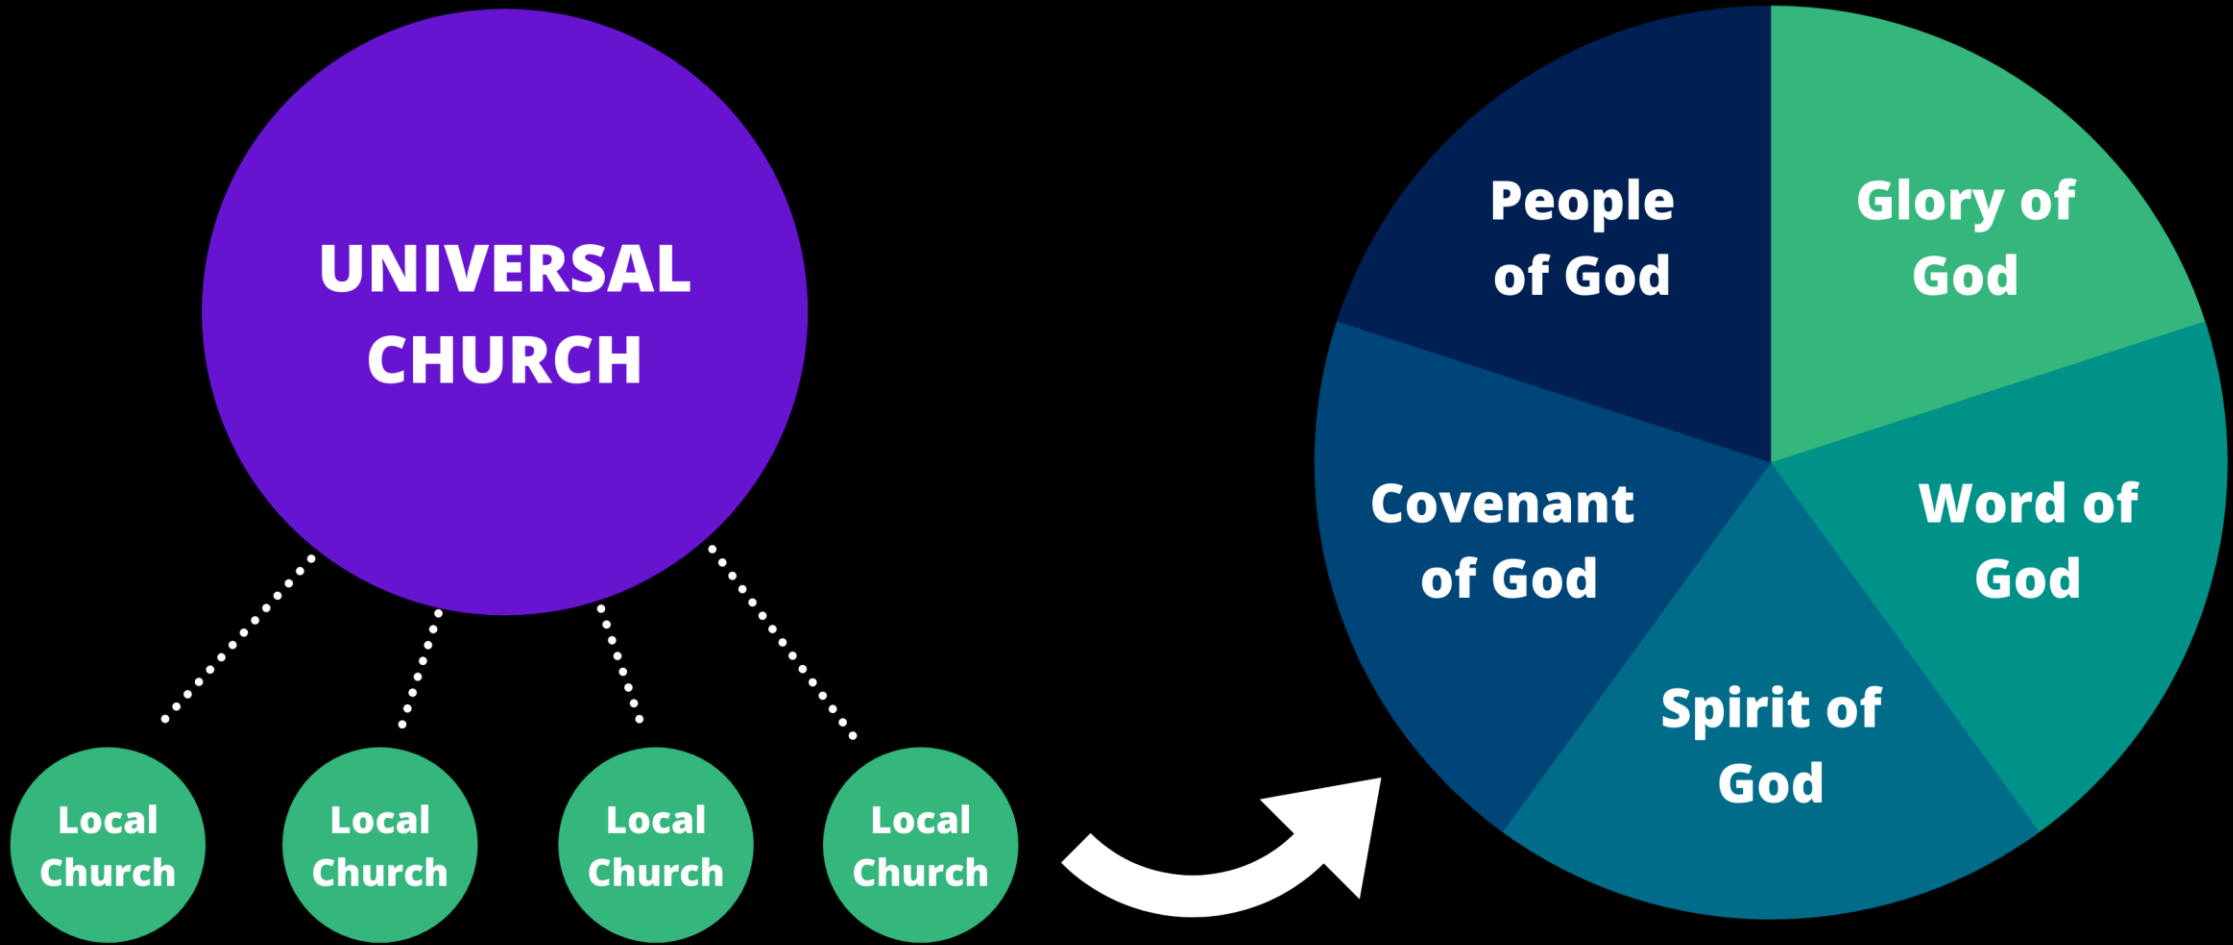 UNIVERSAL
CHURCH
Local
Church
Local
Church
Local
Church
Local
Church
People
of God
Glory of
God
Covenant
of God
Word of
God
Spirit of
God